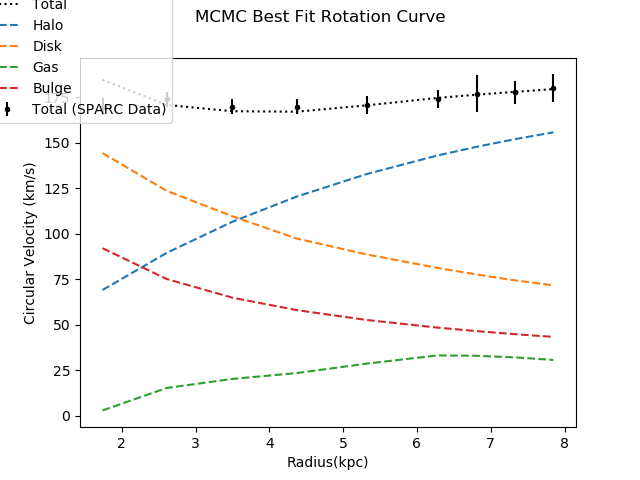 MCMC Best Fit Rotation Curve
Total
Halo
Disk
Gas
Bulge
Total (SPARC Data)
175
150
125
100
75
50
25
0
Circular Velocity (km/s)
2 3 4 5 6 7 8
Radius(kpc)